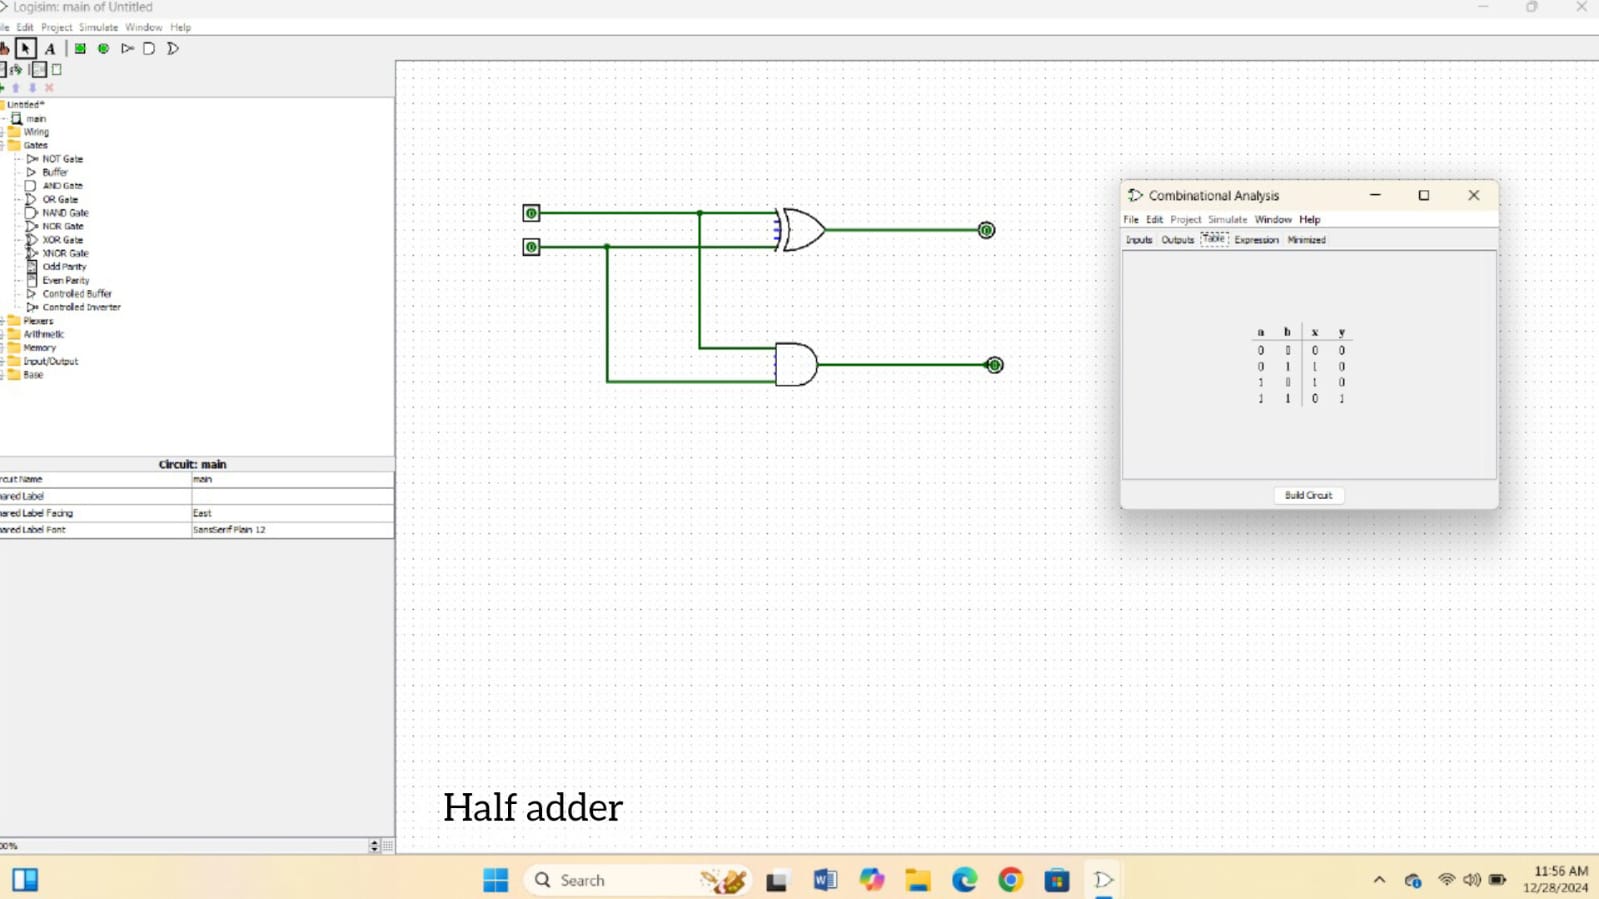 Logisim: main of Untitled
ile Edit Project Simulate Window Help
A
Untitled*
main
Wiring
Gates
NOT Gate
Buffer
AND Gate
OR Gate
NAND Gate
NOR Gate
XOR Gate
XNOR Gate
Odd Parity
Even Parity
Controlled Buffer
Controlled Inverter
Plexers
Arithmetic
Memory
Input/Output
Base
Circuit: main
rcuit Name main
ared Label
ared Label Facing East
ared Label Font SansSerif Plain 12
00%
Combinational Analysis
File Edit Project Simulate Window Help
Inputs Outputs Table Expression Minimized
a b x y
0 0 0 0
0 1 1 0
1 0 1 0
1 1 0 1
Build Circuit
Half adder
Search
11:56 AM
12/28/2024